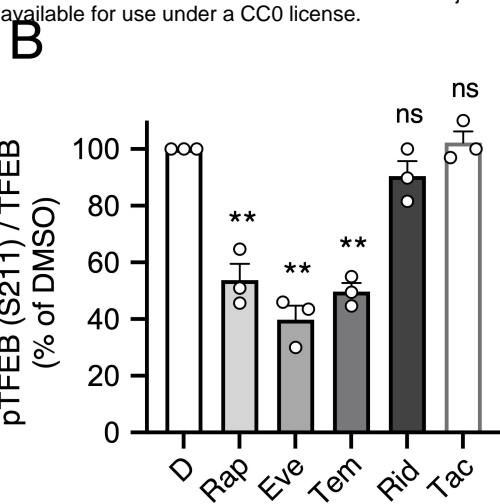 available for use under a CC0 license.
B
pTFEB (S211) / TFEB
(% of DMSO)
100
80
60
40
20
0
**
**
**
ns
ns
D
Rap
Eve
Tem
Rid
Tac